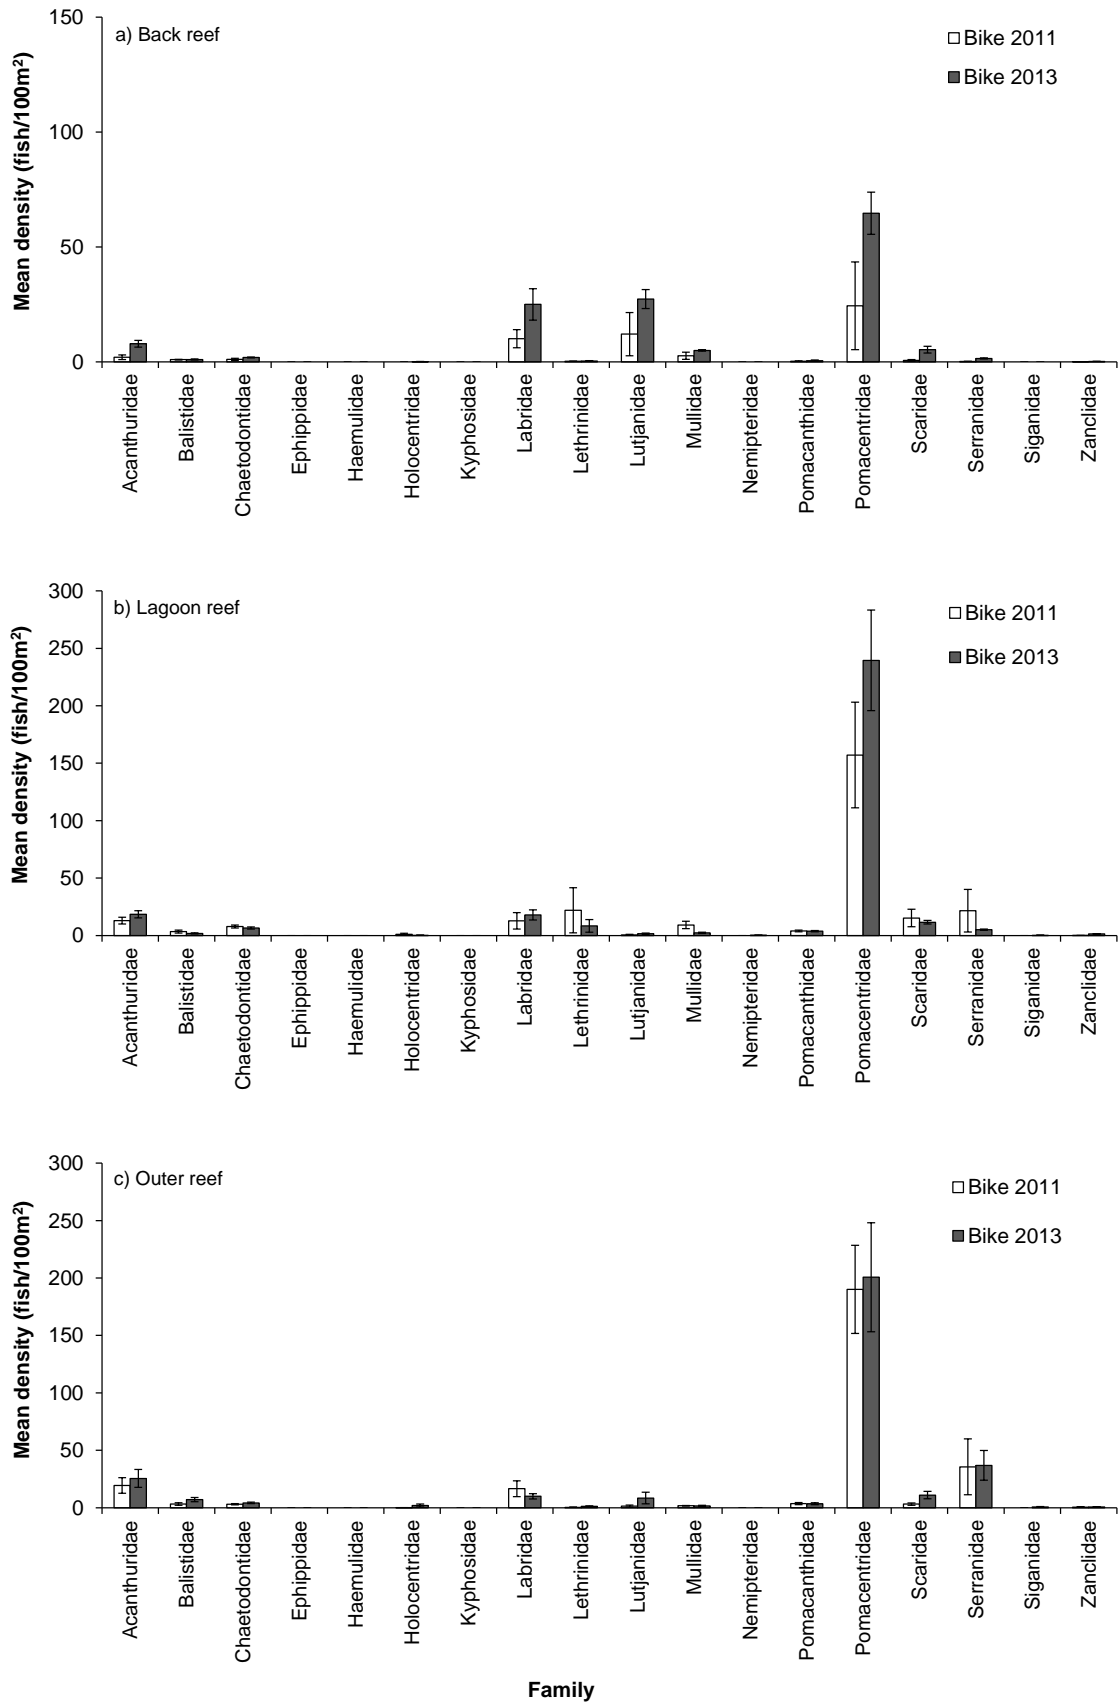 a) Back reef
Bike 2011
Bike 2013
Mean density (fish/100m²)
150
100
50
0
Acanthuridae
Balistidae
Chaetodontidae
Ephippidae
Haemulidae
Holocentridae
Kyphosidae
Labridae
Lethrinidae
Lutjanidae
Mullidae
Nemipteridae
Pomacanthidae
Pomacentridae
Scaridae
Serranidae
Siganidae
Zanclidae
b) Lagoon reef
Bike 2011
Bike 2013
Mean density (fish/100m²)
300
250
200
150
100
50
0
Acanthuridae
Balistidae
Chaetodontidae
Ephippidae
Haemulidae
Holocentridae
Kyphosidae
Labridae
Lethrinidae
Lutjanidae
Mullidae
Nemipteridae
Pomacanthidae
Pomacentridae
Scaridae
Serranidae
Siganidae
Zanclidae
c) Outer reef
Bike 2011
Bike 2013
Mean density (fish/100m²)
300
250
200
150
100
50
0
Acanthuridae
Balistidae
Chaetodontidae
Ephippidae
Haemulidae
Holocentridae
Kyphosidae
Labridae
Lethrinidae
Lutjanidae
Mullidae
Nemipteridae
Pomacanthidae
Pomacentridae
Scaridae
Serranidae
Siganidae
Zanclidae
Family